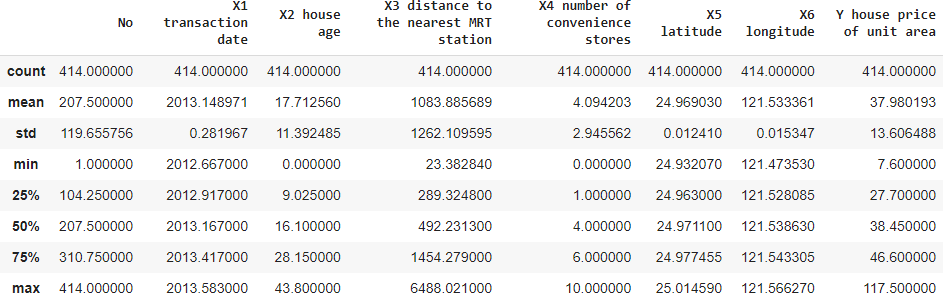 No X1 transaction date X2 house age X3 distance to the nearest MRT station X4 number of convenience stores X5 latitude X6 longitude Y house price of unit area
count 414.000000 414.000000 414.000000 414.000000 414.000000 414.000000 414.000000 414.000000
mean 207.500000 2013.148971 17.712560 1083.885689 4.094203 24.969030 121.533361 37.980193
std 119.655756 0.281967 11.392485 1262.109595 2.945562 0.012410 0.015347 13.606488
min 1.000000 2012.667000 0.000000 23.382840 0.000000 24.932070 121.473530 7.600000
25% 104.250000 2012.917000 9.025000 289.324800 1.000000 24.963000 121.528085 27.700000
50% 207.500000 2013.167000 16.100000 492.231300 4.000000 24.971100 121.538630 38.450000
75% 310.750000 2013.417000 28.150000 1454.279000 6.000000 24.977455 121.543305 46.600000
max 414.000000 2013.583000 43.800000 6488.021000 10.000000 25.014590 121.566270 117.500000